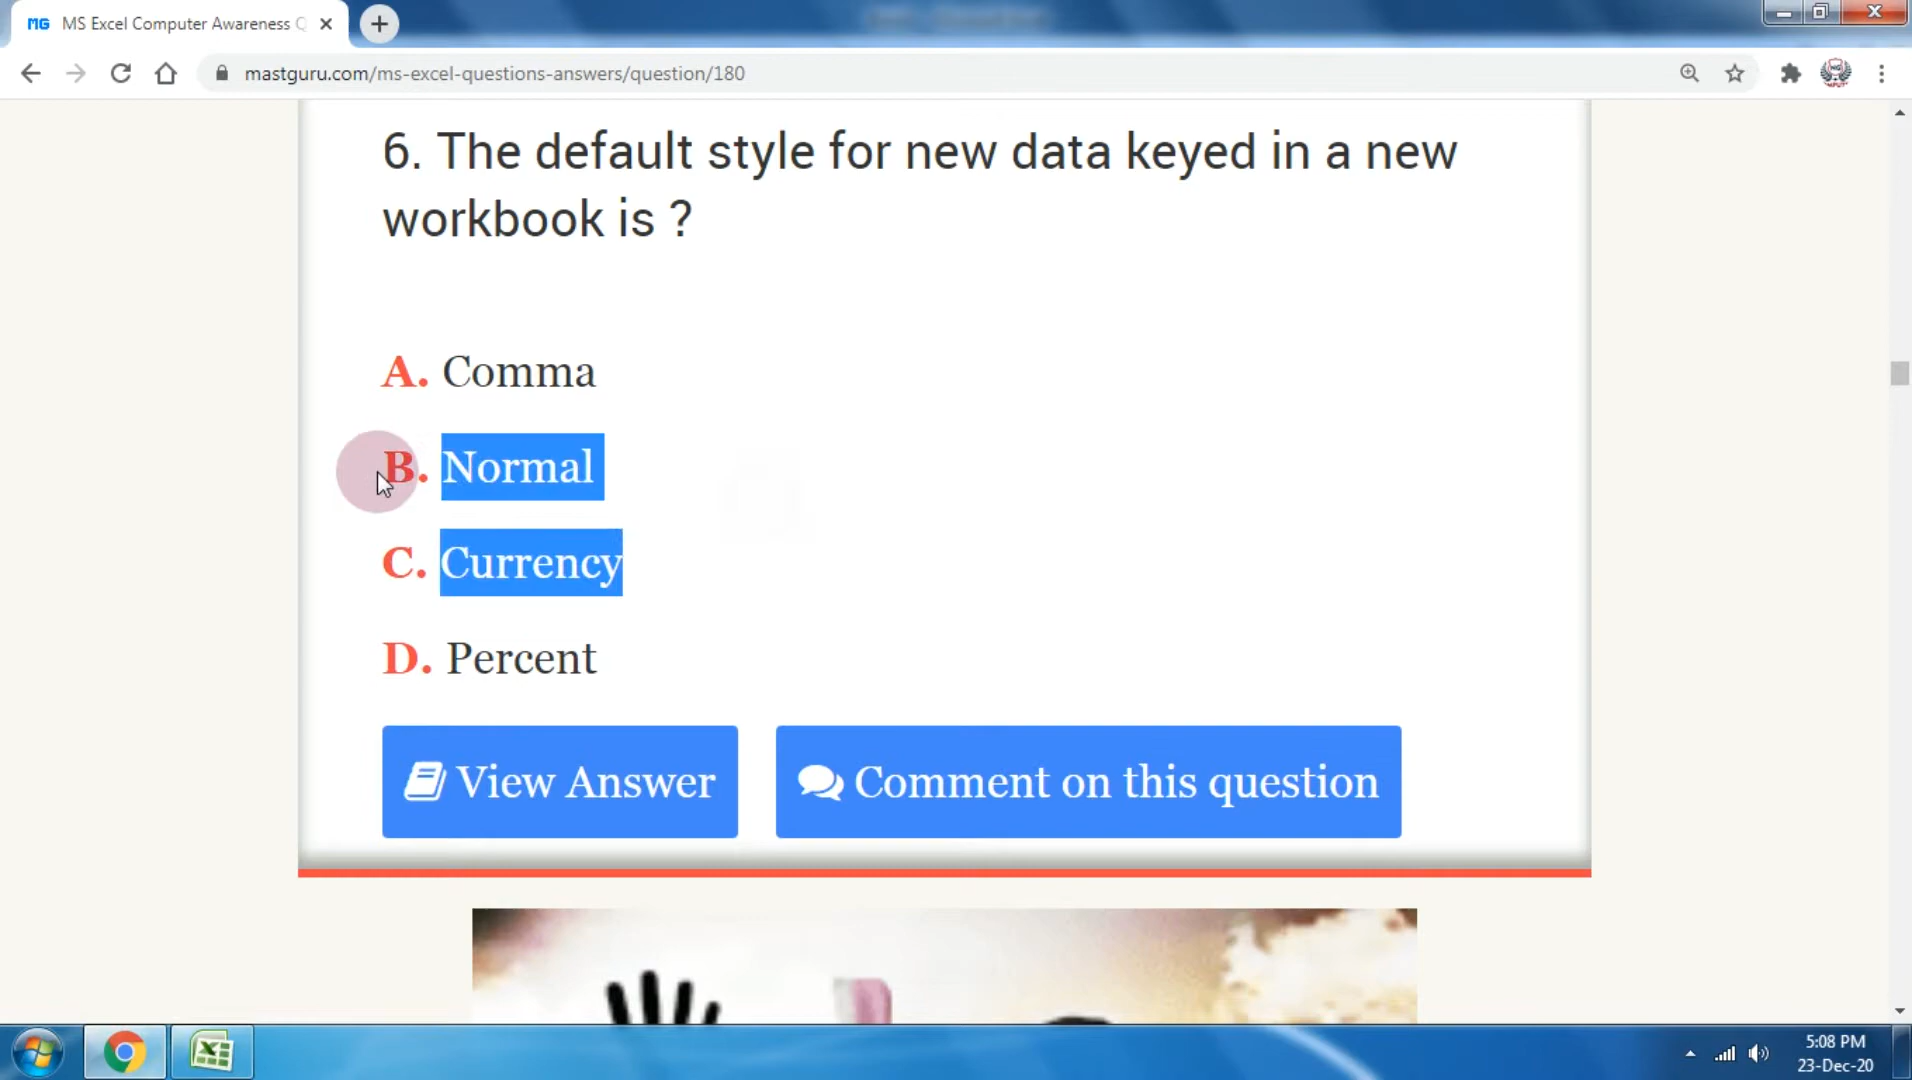 MG MS Excel Computer Awareness Q
mastguru.com/ms-excel-questions-answers/question/180
6. The default style for new data keyed in a new
workbook is ?
A. Comma
B. Normal
C. Currency
D. Percent
View Answer
Comment on this question
5:08 PM
23-Dec-20